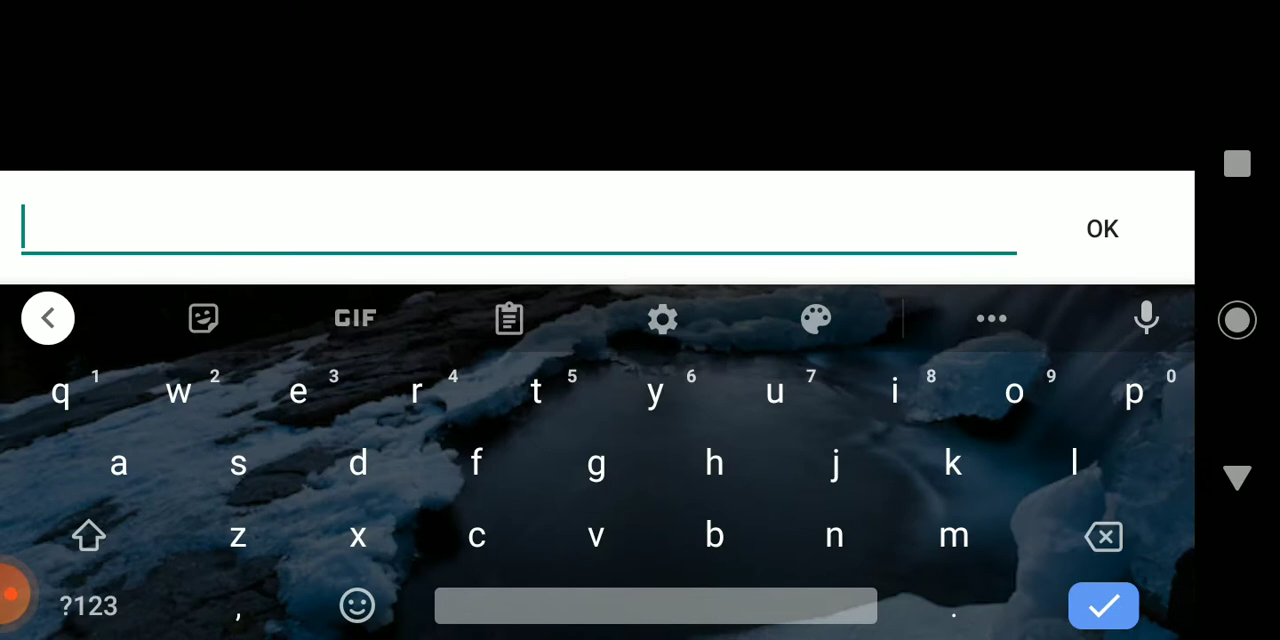 OK
GIF
q 1 w 2 e 3 r 4 t 5 y 6 u 7 i 8 o 9 p 0
a s d f g h j k l
z x c v b n m
?123 , .